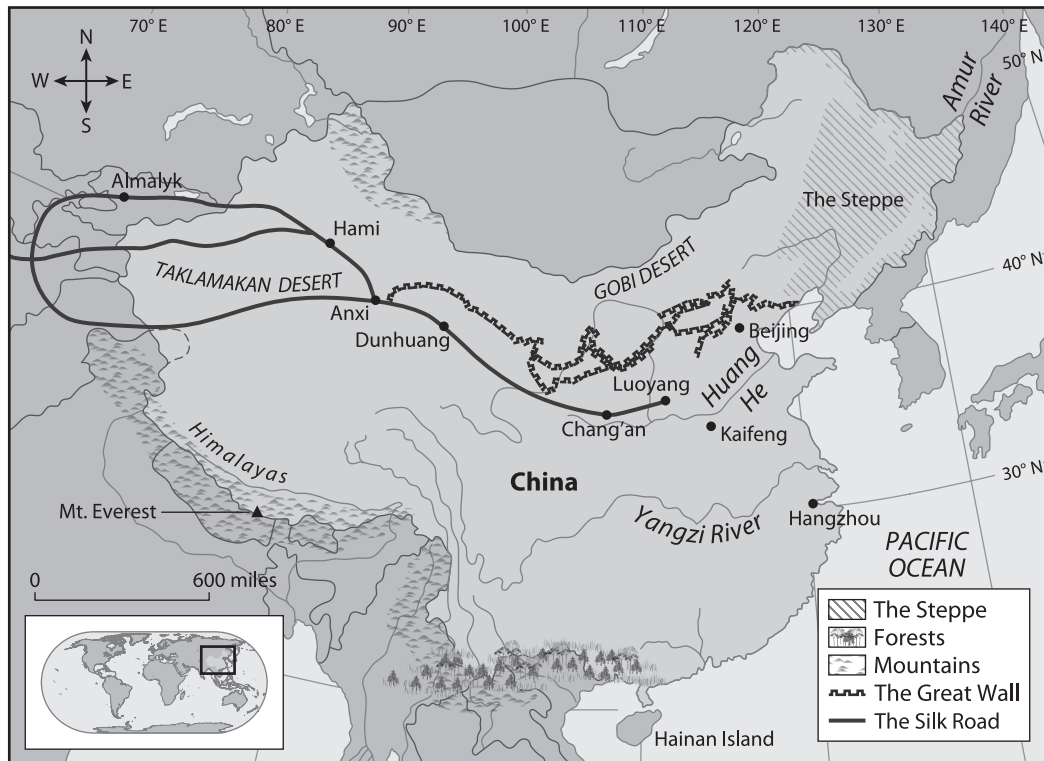 70° E
80° E
90° E
100° E
110° E
120° E
130° E
140° E
50° N
N
W
E
S
Amur
River
Almalyk
The Steppe
Hami
GOBI DESERT
40° N
TAKLAMAKAN DESERT
Anxi
Dunhuang
Beijing
Luoyang
Huang
He
Chang'an
Kaifeng
Himalayas
China
30° N
Mt. Everest
Yangzi River
Hangzhou
PACIFIC
OCEAN
0
600 miles
The Steppe
Forests
Mountains
The Great Wall
The Silk Road
Hainan Island